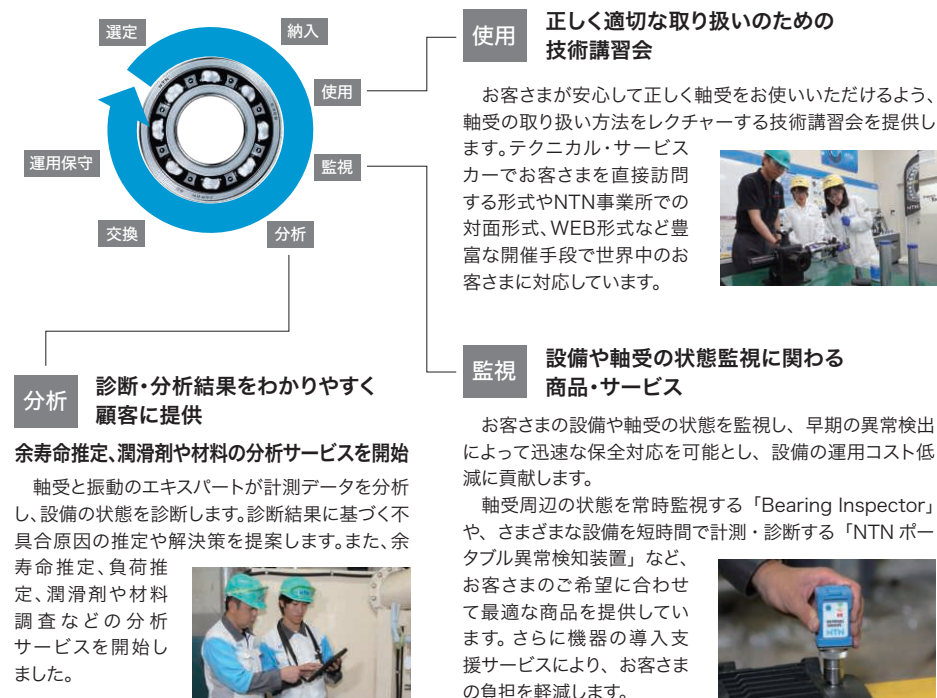 選定
納入
使用
監視
分析
交換
運用保守
使用
正しく適切な取り扱いのための
技術講習会
お客さまが安心して正しく軸受をお使いいただけるよう、
軸受の取り扱い方法をレクチャーする技術講習会を提供し
ます。テクニカル・サービス
カーでお客さまを直接訪問
する形式やNTN事業所での
対面形式、WEB形式など豊
富な開催手段で世界中のお
客さまに対応しています。
監視
設備や軸受の状態監視に関わる
商品・サービス
お客さまの設備や軸受の状態を監視し、早期の異常検出
によって迅速な保全対応を可能とし、設備の運用コスト低
減に貢献します。
軸受周辺の状態を常時監視する「Bearing Inspector」
や、さまざまな設備を短時間で計測・診断する「NTN ポー
タブル異常検知装置」など、
お客さまのご希望に合わせ
て最適な商品を提供してい
ます。さらに機器の導入支
援サービスにより、お客さま
の負担を軽減します。
分析
診断・分析結果をわかりやすく
顧客に提供
余寿命推定、潤滑剤や材料の分析サービスを開始
軸受と振動のエキスパートが計測データを分析
し、設備の状態を診断します。診断結果に基づく不
具合原因の推定や解決策を提案します。また、余
寿命推定、負荷推
定、潤滑剤や材料
調査などの分析
サービスを開始し
ました。